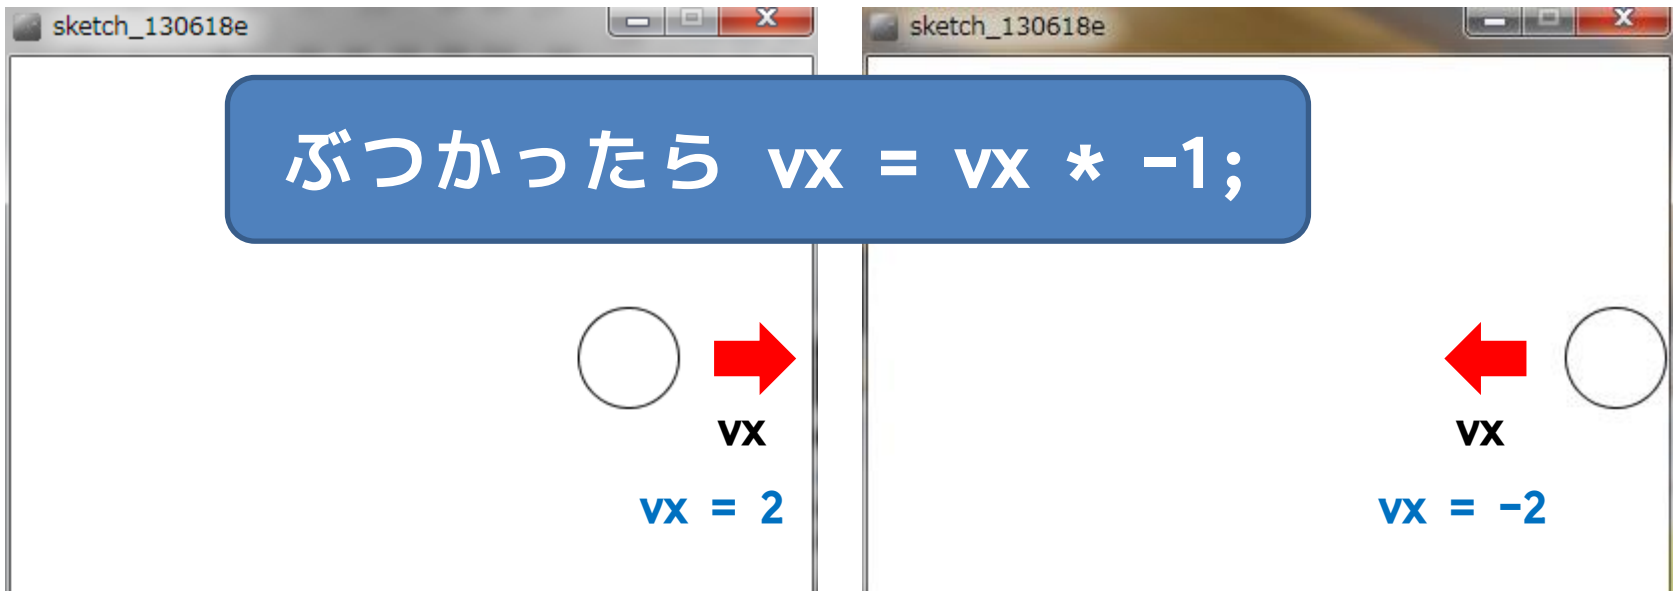 sketch_130618e
sketch_130618e
ぶつかったら vx = vx * -1;
vx
vx = 2
vx
vx = -2